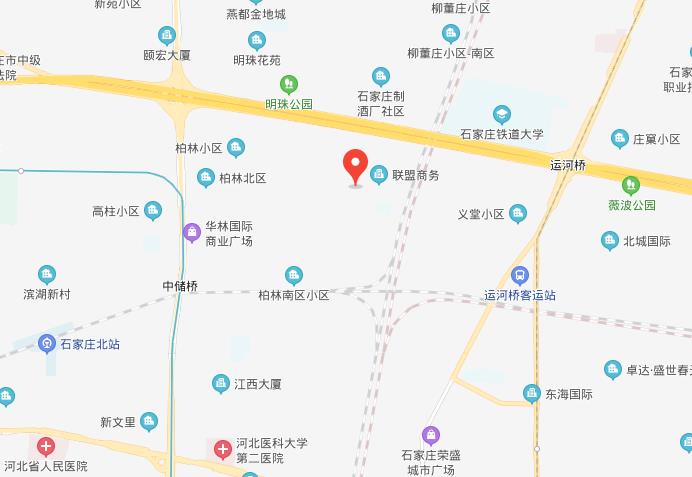 新苑小区
燕都金地城
柳董庄小区
颐宏大厦
明珠花苑
柳董庄小区-南区
庄市中级
法院
石家
职业技
明珠公园
石家庄制
酒厂社区
石家庄铁道大学
庄窠小区
柏林小区
运河桥
柏林北区
联盟商务
薇波公园
高柱小区
华林国际
商业广场
义堂小区
北城国际
滨湖新村
中储桥
柏林南区小区
运河桥客运站
石家庄北站
江西大厦
东海国际
卓达·盛世春天
新文里
河北省人民医院
河北医科大学
第二医院
石家庄荣盛
城市广场